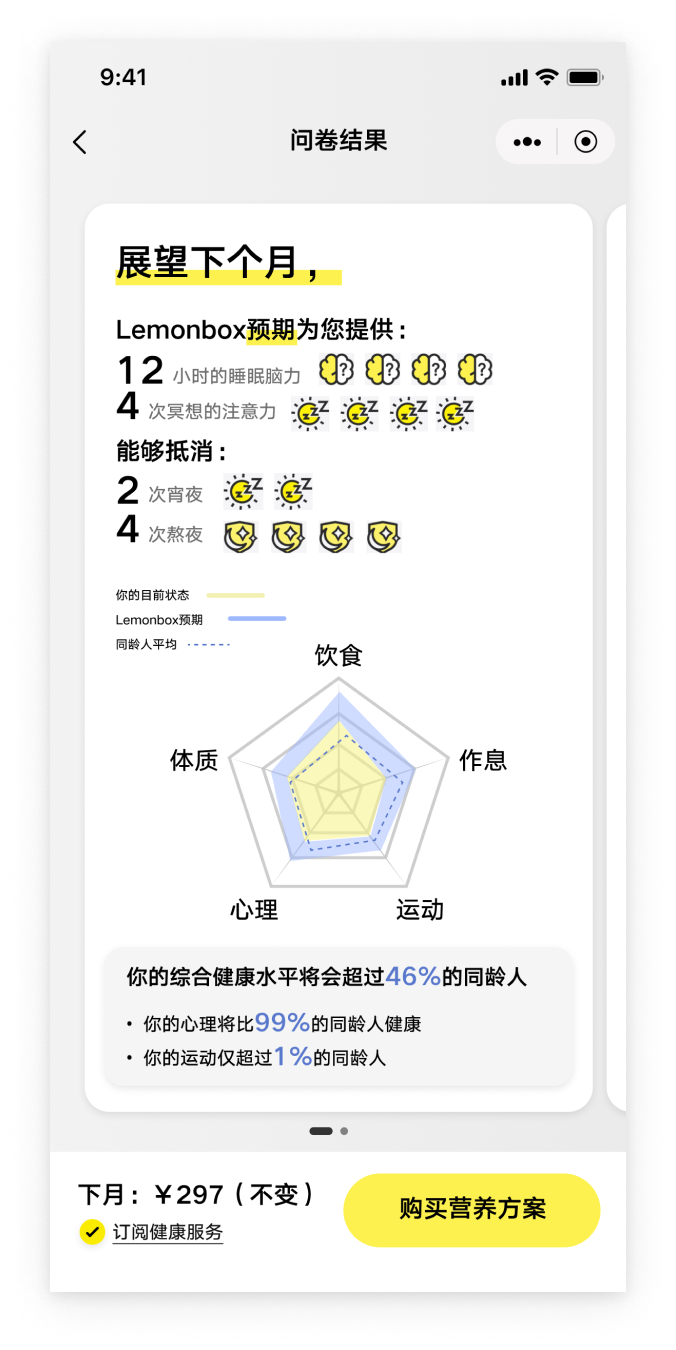 9:41
问卷结果
展望下个月，
Lemonbox预期为您提供：
12 小时的睡眠脑力
4 次冥想的注意力
能够抵消：
2 次宵夜
4 次熬夜
你的目前状态
Lemonbox预期
同龄人平均
饮食
体质
作息
心理
运动
你的综合健康水平将会超过46%的同龄人
• 你的心理将比99%的同龄人健康
• 你的运动仅超过1%的同龄人
下月：￥297（不变）
订阅健康服务
购买营养方案